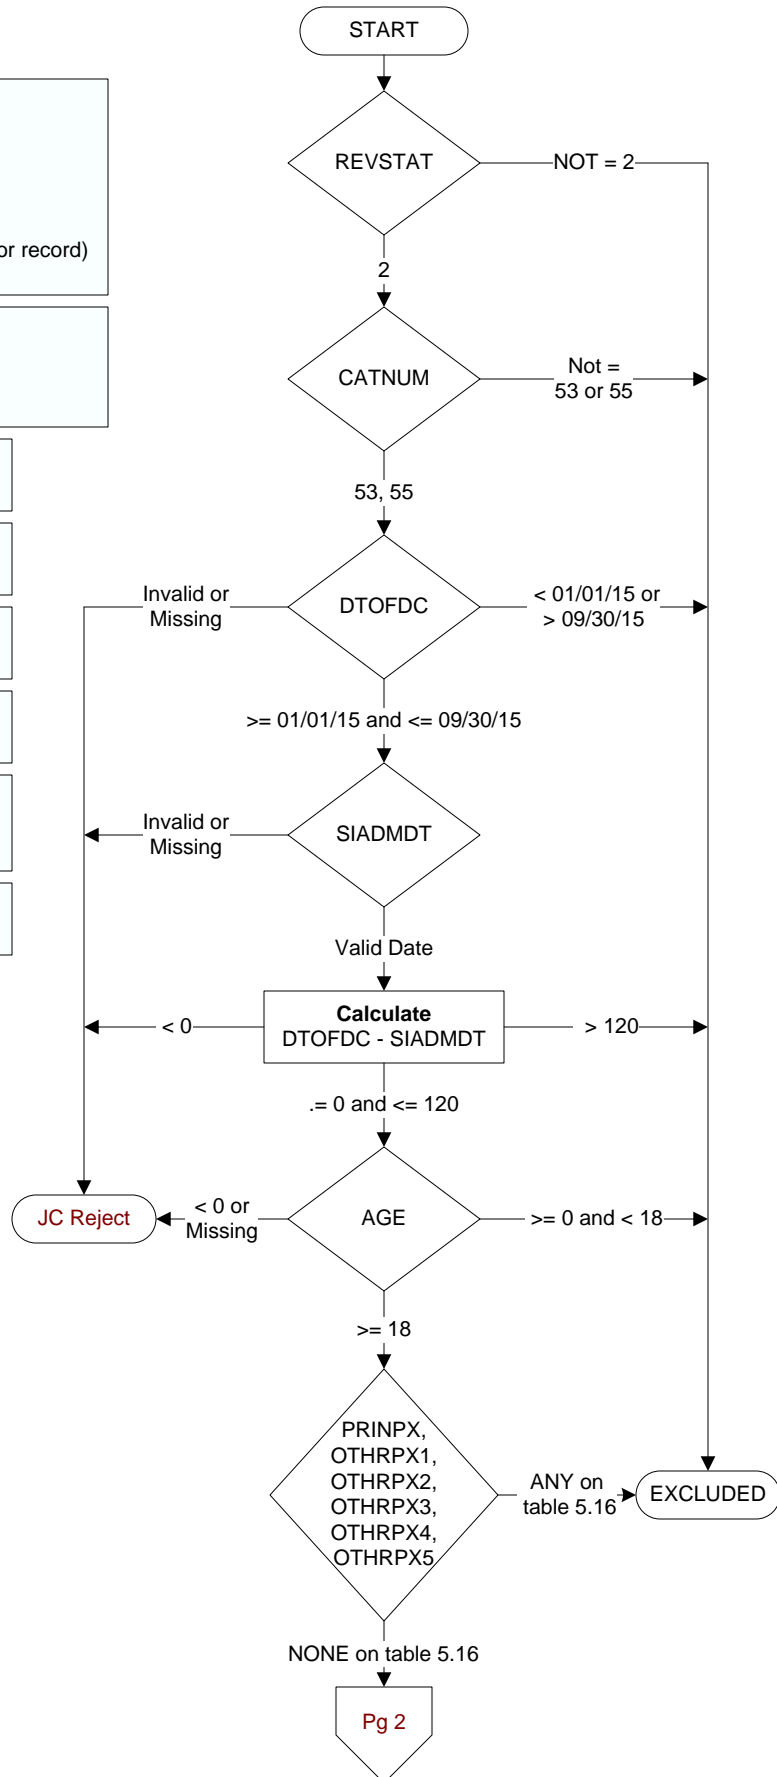 START
REVSTAT
NOT = 2
or record)
2
CATNUM
Not =
53 or 55
53, 55
Invalid or
Missing
DTOFDC
< 01/01/15 or
> 09/30/15
>= 01/01/15 and <= 09/30/15
Invalid or
Missing
SIADMDT
Valid Date
< 0
Calculate
DTOFDC - SIADMDT
> 120
.= 0 and <= 120
JC Reject
< 0 or
Missing
AGE
>= 0 and < 18
>= 18
PRINPX,
OTHRPX1,
OTHRPX2,
OTHRPX3,
OTHRPX4,
OTHRPX5
ANY on
table 5.16
EXCLUDED
NONE on table 5.16
Pg 2